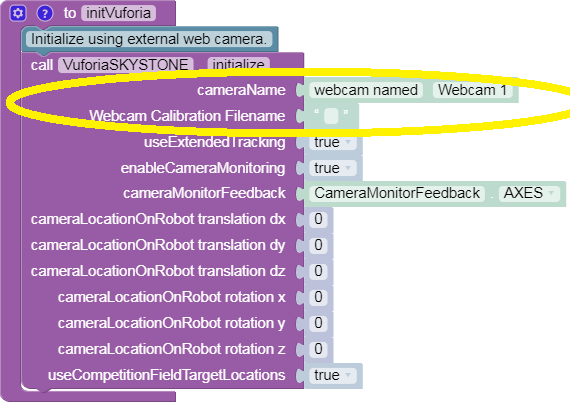 to initVuforia
Initialize using external web camera.
call VuforiaSKYSTONE . initialize
cameraName webcam named Webcam 1
Webcam Calibration Filename “ ”
useExtendedTracking true
enableCameraMonitoring true
cameraMonitorFeedback CameraMonitorFeedback . AXES
cameraLocationOnRobot translation dx 0
cameraLocationOnRobot translation dy 0
cameraLocationOnRobot translation dz 0
cameraLocationOnRobot rotation x 0
cameraLocationOnRobot rotation y 0
cameraLocationOnRobot rotation z 0
useCompetitionFieldTargetLocations true